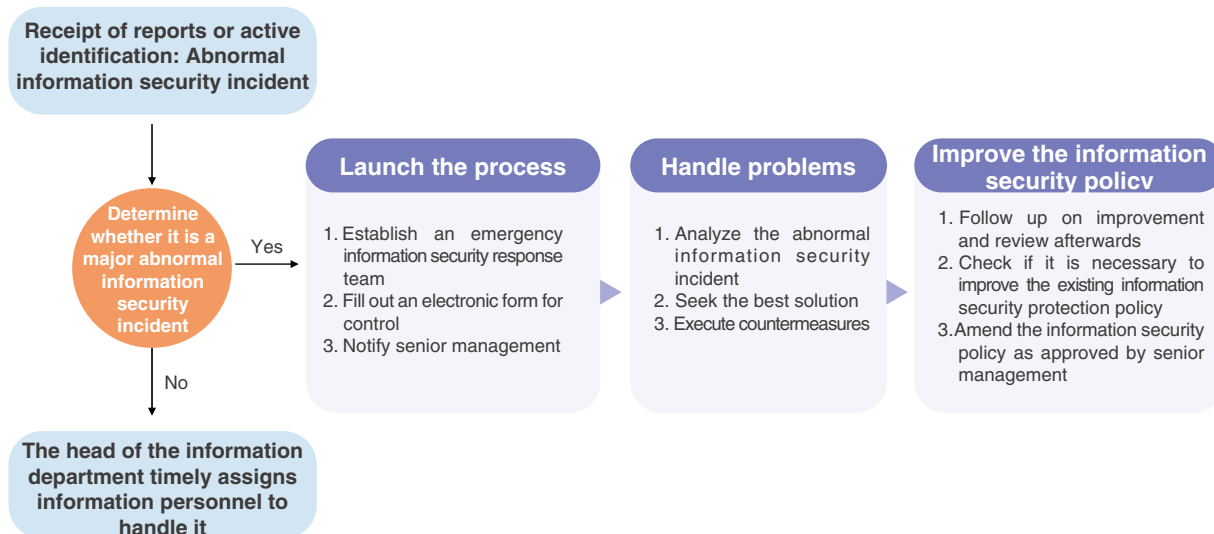 Receipt of reports or active
identification: Abnormal
information security incident
Determine
whether it is a
major abnormal
information
security
incident
Yes
No
The head of the information
department timely assigns
information personnel to
handle it
Launch the process
1. Establish an emergency
information security response
team
2. Fill out an electronic form for
control
3. Notify senior management
Handle problems
1. Analyze the abnormal
information security
incident
2. Seek the best solution
3. Execute countermeasures
Improve the information
security policy
1. Follow up on improvement
and review afterwards
2. Check if it is necessary to
improve the existing information
security protection policy
3.Amend the information security
policy as approved by senior
management